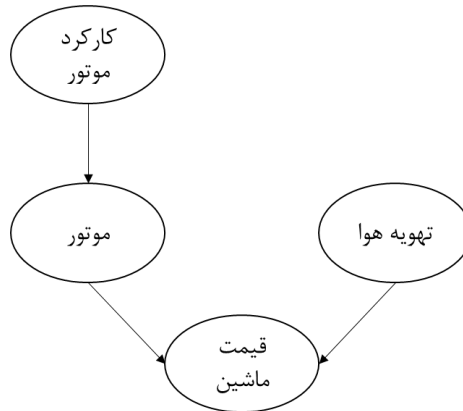 کارکرد
موتور
موتور
تهویه هوا
قیمت
ماشین